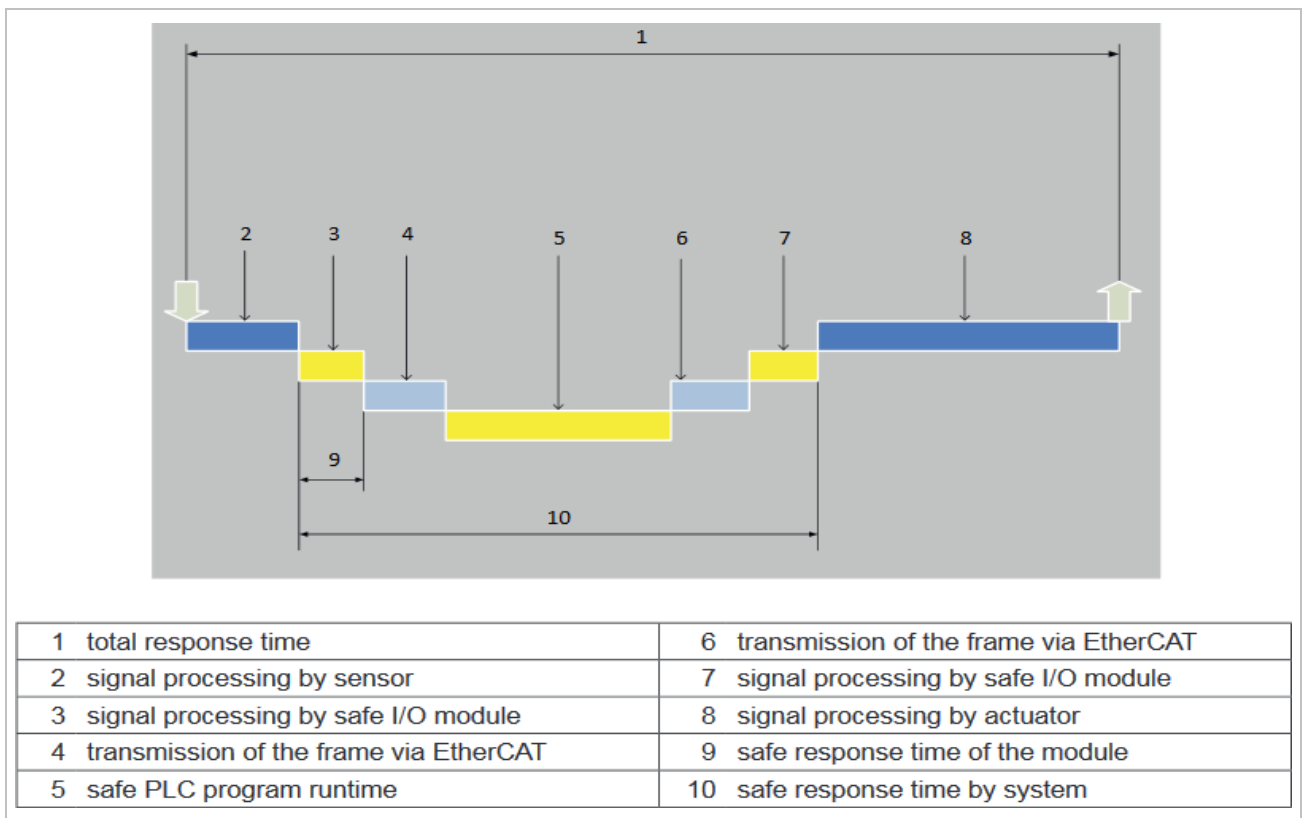 1
2 3 4 5 6 7 8
9
10
1 total response time 6 transmission of the frame via EtherCAT
2 signal processing by sensor 7 signal processing by safe I/O module
3 signal processing by safe I/O module 8 signal processing by actuator
4 transmission of the frame via EtherCAT 9 safe response time of the module
5 safe PLC program runtime 10 safe response time by system